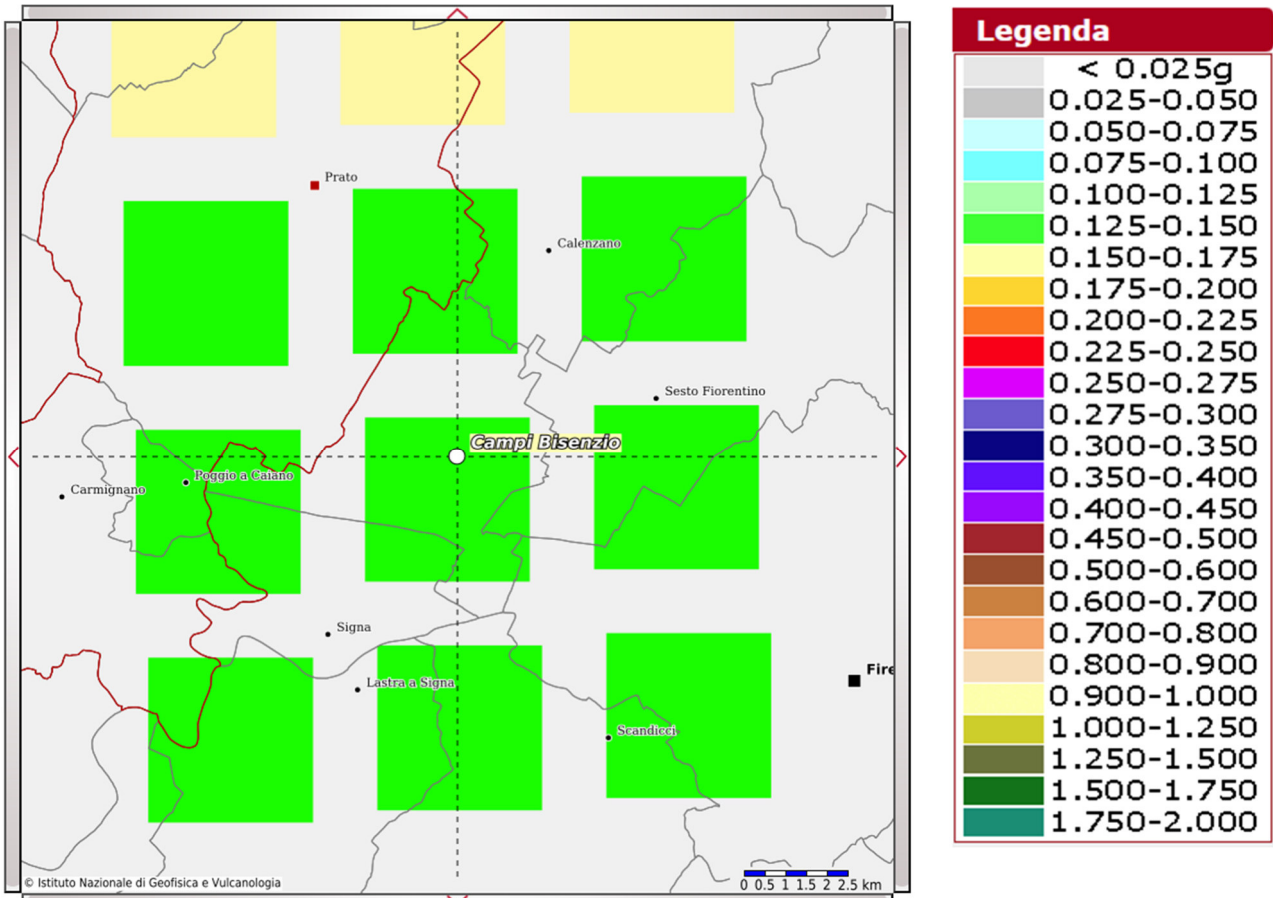 Prato
Calenzano
Sesto Fiorentino
Campi Bisenzio
Poggio a Caiano
Carmignano
Signa
Lastra a Signa
Fire
Scandicci
© Istituto Nazionale di Geofisica e Vulcanologia
0 0.5 1 1.5 2 2.5 km
Legenda
< 0.025g
0.025-0.050
0.050-0.075
0.075-0.100
0.100-0.125
0.125-0.150
0.150-0.175
0.175-0.200
0.200-0.225
0.225-0.250
0.250-0.275
0.275-0.300
0.300-0.350
0.350-0.400
0.400-0.450
0.450-0.500
0.500-0.600
0.600-0.700
0.700-0.800
0.800-0.900
0.900-1.000
1.000-1.250
1.250-1.500
1.500-1.750
1.750-2.000